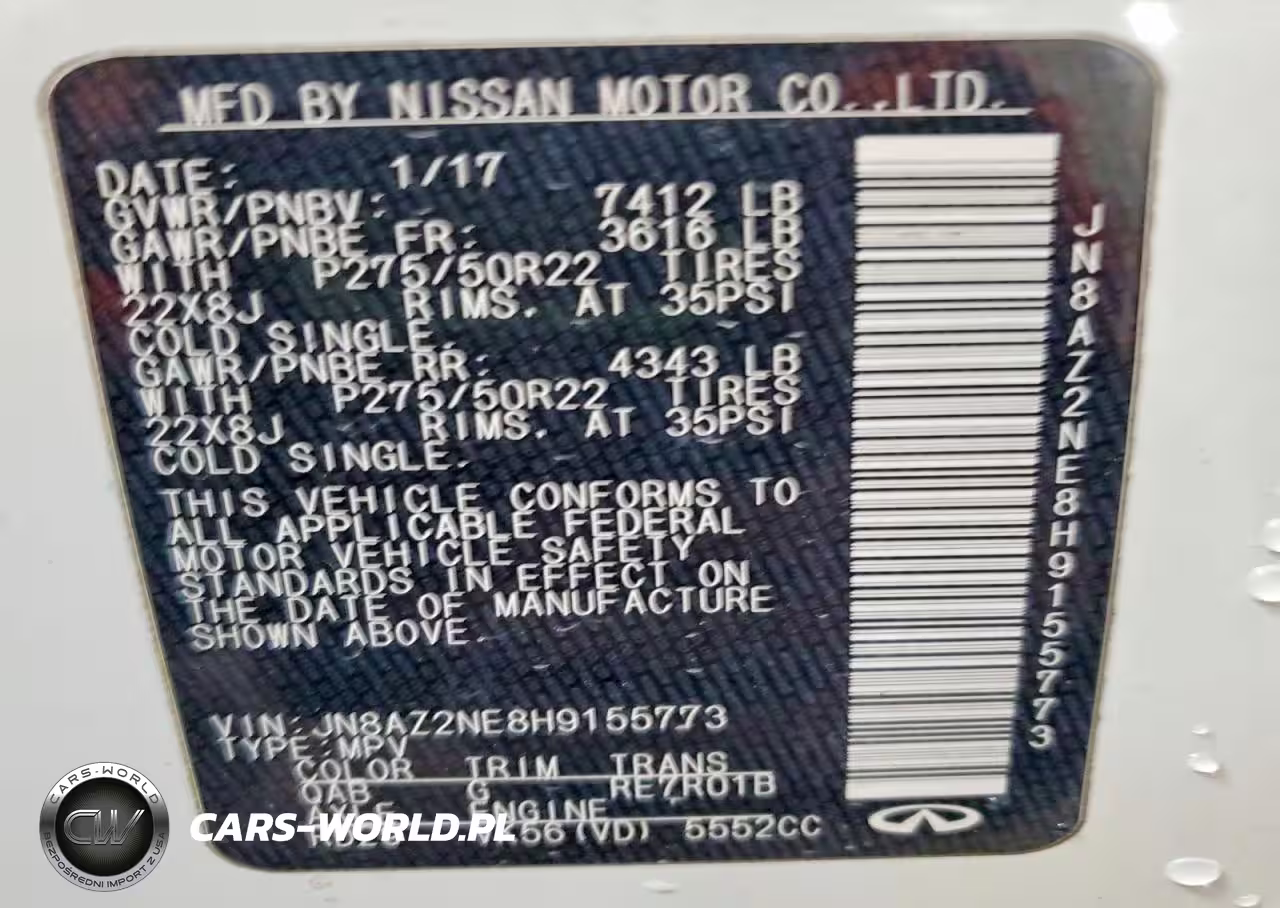 MFD BY NISSAN MOTOR CO.,LTD.
DATE: 1/17
GVWR/PNBV: 7412 LB
GAWR/PNBE FR: 3616 LB
WITH P275/50R22 TIRES
22X8J RIMS. AT 35PSI
COLD SINGLE.
GAWR/PNBE RR: 4343 LB
WITH P275/50R22 TIRES
22X8J RIMS. AT 35PSI
COLD SINGLE.
THIS VEHICLE CONFORMS TO
ALL APPLICABLE FEDERAL
MOTOR VEHICLE SAFETY
STANDARDS IN EFFECT ON
THE DATE OF MANUFACTURE
SHOWN ABOVE.
VIN:JN8AZ2NE8H9155773
TYPE:MPV
COLOR TRIM TRANS
QAB G RE7R01B
AXLE ENGINE
(VD) 5552CC
JN8AZ2NE8H9155773
CARS-WORLD
CW
BEZPOŚREDNI IMPORT Z USA
CARS-WORLD.PL